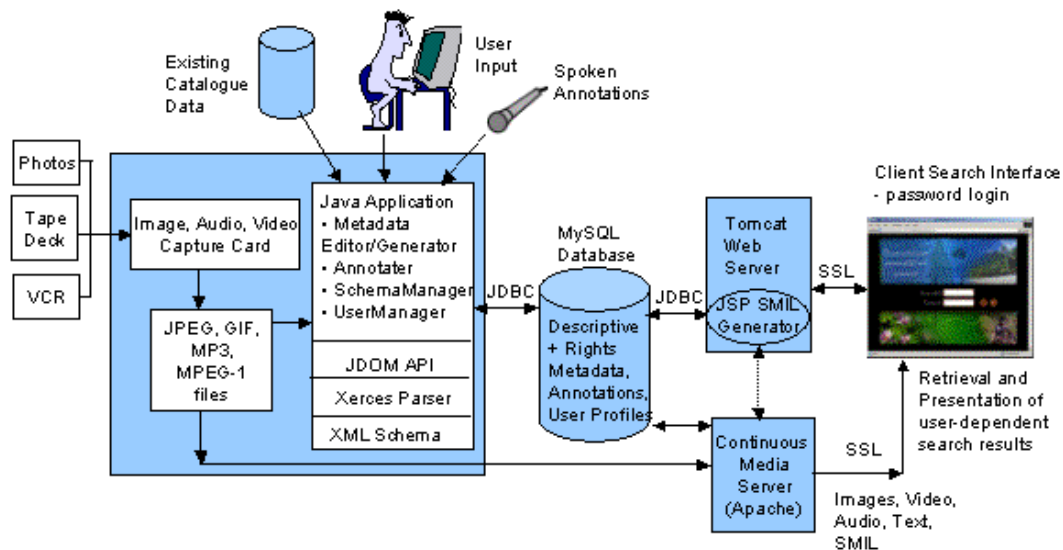 Existing
Catalogue
Data
User
Input
Spoken
Annotations
Photos
Tape
Deck
VCR
Image, Audio, Video
Capture Card
JPEG, GIF,
MP3,
MPEG-1
files
Java Application
• Metadata
Editor/Generator
• Annotater
• SchemaManager
• UserManager
JDOM API
Xerces Parser
XML Schema
JDBC
MySQL
Database
Descriptive
+ Rights
Metadata,
Annotations,
User Profiles
JDBC
Tomcat
Web
Server
JSP SMIL
Generator
SSL
Client Search Interface
- password login
Retrieval and
Presentation of
user-dependent
search results
Continuous
Media
Server
(Apache)
SSL
Images, Video,
Audio, Text,
SMIL